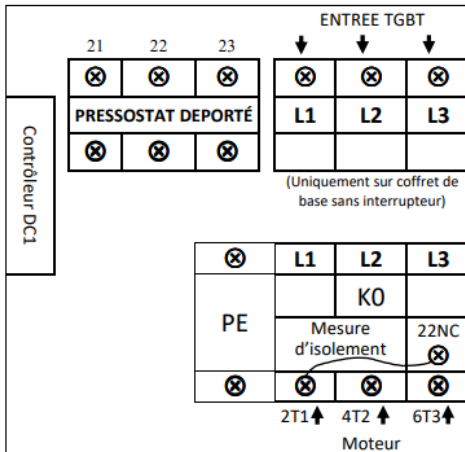 ENTREE TGBT
21 22 23
PRESSOSTAT DEPORTÉ L1 L2 L3
Contrôleur DC1
(Uniquement sur coffret de
base sans interrupteur)
L1 L2 L3
K0
PE
Mesure 22NC
d'isolement
2T1 4T2 6T3
Moteur